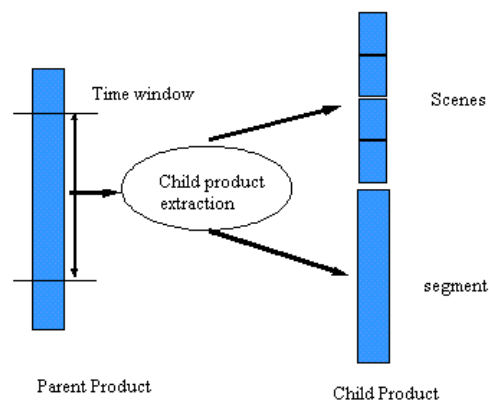 Time window
Scenes
Child product
extraction
segment
Parent Product
Child Product